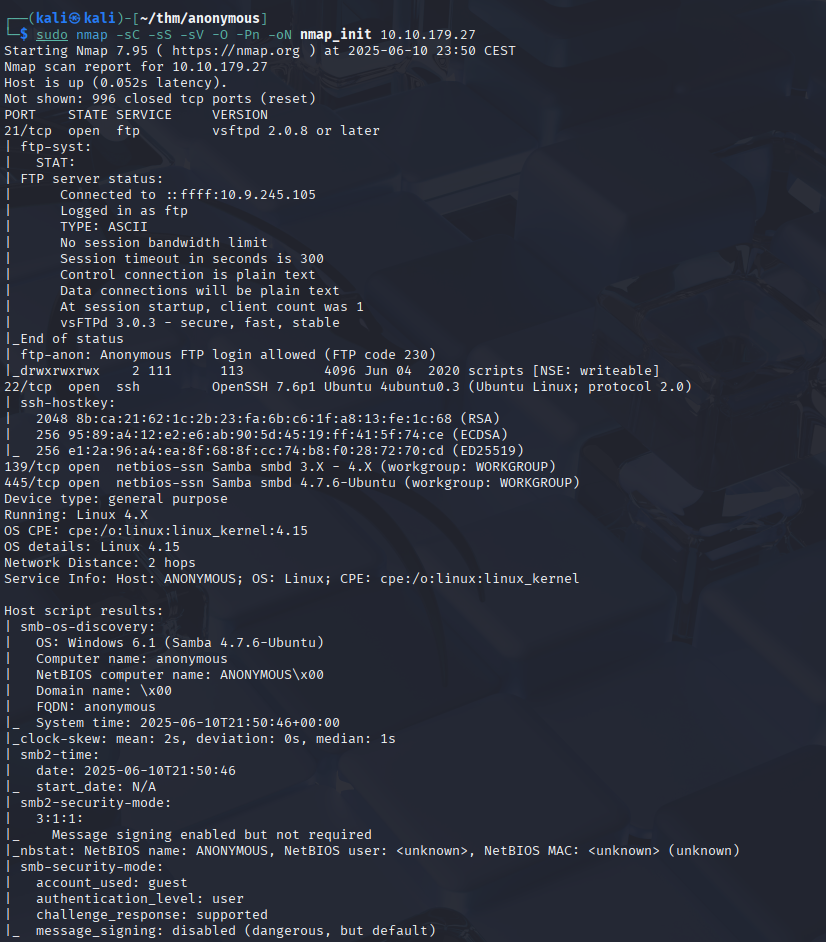 ┌──(kali㉿kali)-[~/thm/anonymous]
└─$ sudo nmap -sC -sS -sV -O -Pn -oN nmap_init 10.10.179.27
Starting Nmap 7.95 ( https://nmap.org ) at 2025-06-10 23:50 CEST
Nmap scan report for 10.10.179.27
Host is up (0.052s latency).
Not shown: 996 closed tcp ports (reset)
PORT    STATE SERVICE     VERSION
21/tcp  open  ftp         vsftpd 2.0.8 or later
| ftp-syst:
|   STAT:
| FTP server status:
|      Connected to ::ffff:10.9.245.105
|      Logged in as ftp
|      TYPE: ASCII
|      No session bandwidth limit
|      Session timeout in seconds is 300
|      Control connection is plain text
|      Data connections will be plain text
|      At session startup, client count was 1
|      vsFTPd 3.0.3 - secure, fast, stable
|_End of status
| ftp-anon: Anonymous FTP login allowed (FTP code 230)
|_drwxrwxrwx    2 111      113          4096 Jun 04  2020 scripts [NSE: writeable]
22/tcp  open  ssh         OpenSSH 7.6p1 Ubuntu 4ubuntu0.3 (Ubuntu Linux; protocol 2.0)
| ssh-hostkey:
|   2048 8b:ca:21:62:1c:2b:23:fa:6b:c6:1f:a8:13:fe:1c:68 (RSA)
|   256 95:89:a4:12:e2:e6:ab:90:5d:45:19:ff:41:5f:74:ce (ECDSA)
|_  256 e1:2a:96:a4:ea:8f:68:8f:cc:74:b8:f0:28:72:70:cd (ED25519)
139/tcp open  netbios-ssn Samba smbd 3.X - 4.X (workgroup: WORKGROUP)
445/tcp open  netbios-ssn Samba smbd 4.7.6-Ubuntu (workgroup: WORKGROUP)
Device type: general purpose
Running: Linux 4.X
OS CPE: cpe:/o:linux:linux_kernel:4.15
OS details: Linux 4.15
Network Distance: 2 hops
Service Info: Host: ANONYMOUS; OS: Linux; CPE: cpe:/o:linux:linux_kernel

Host script results:
| smb-os-discovery:
|   OS: Windows 6.1 (Samba 4.7.6-Ubuntu)
|   Computer name: anonymous
|   NetBIOS computer name: ANONYMOUS\x00
|   Domain name: \x00
|   FQDN: anonymous
|_  System time: 2025-06-10T21:50:46+00:00
|_clock-skew: mean: 2s, deviation: 0s, median: 1s
| smb2-time:
|   date: 2025-06-10T21:50:46
|_  start_date: N/A
| smb2-security-mode:
|   3:1:1:
|_    Message signing enabled but not required
|_nbstat: NetBIOS name: ANONYMOUS, NetBIOS user: <unknown>, NetBIOS MAC: <unknown> (unknown)
| smb-security-mode:
|   account_used: guest
|   authentication_level: user
|   challenge_response: supported
|_  message_signing: disabled (dangerous, but default)